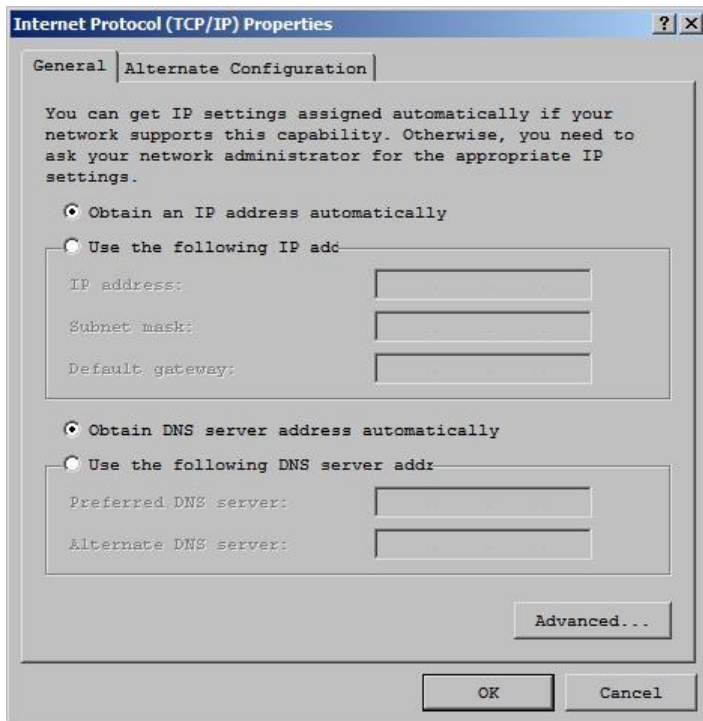 Internet Protocol (TCP/IP) Properties
General
Alternate Configuration
You can get IP settings assigned automatically if your
network supports this capability. Otherwise, you need to
ask your network administrator for the appropriate IP
settings.
Obtain an IP address automatically
Use the following IP add
IP address:
Subnet mask:
Default gateway:
Obtain DNS server address automatically
Use the following DNS server addr
Preferred DNS server:
Alternate DNS server:
Advanced...
OK
Cancel